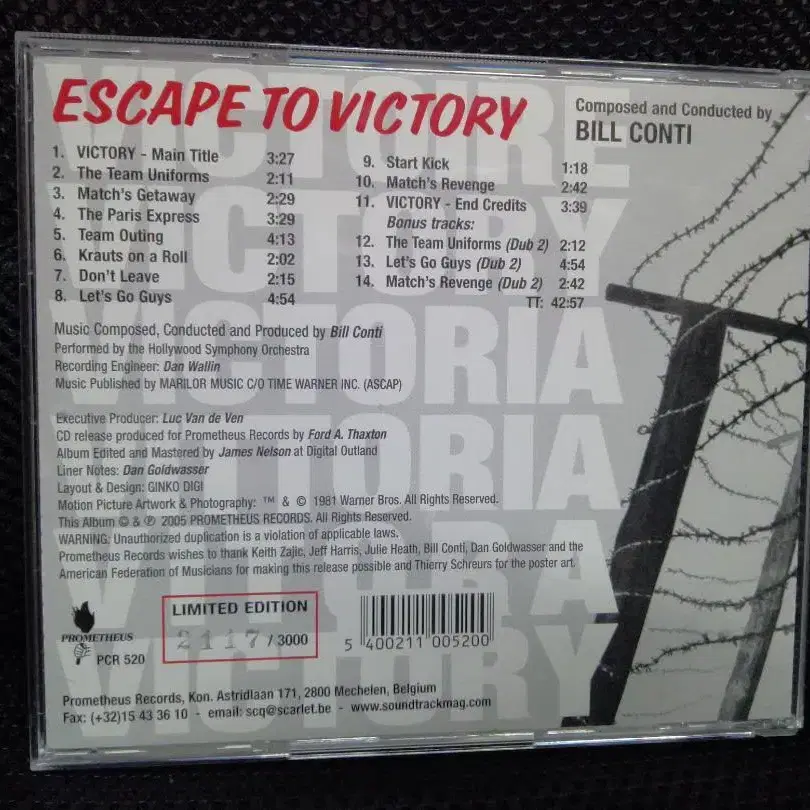 ESCAPE TO VICTORY
Composed and Conducted by
BILL CONTI
1. VICTORY - Main Title 3:27
2. The Team Uniforms 2:11
3. Match's Getaway 2:29
4. The Paris Express 3:29
5. Team Outing 4:13
6. Krauts on a Roll 2:02
7. Don't Leave 2:15
8. Let's Go Guys 4:54
9. Start Kick 1:18
10. Match's Revenge 2:42
11. VICTORY - End Credits 3:39
Bonus tracks:
12. The Team Uniforms (Dub 2) 2:12
13. Let's Go Guys (Dub 2) 4:54
14. Match's Revenge (Dub 2) 2:42
TT: 42:57
Music Composed, Conducted and Produced by Bill Conti
Performed by the Hollywood Symphony Orchestra
Recording Engineer: Dan Wallin
Music Published by MARILOR MUSIC C/O TIME WARNER INC. (ASCAP)
Executive Producer: Luc Van de Ven
CD release produced for Prometheus Records by Ford A. Thaxton
Album Edited and Mastered by James Nelson at Digital Outland
Liner Notes: Dan Goldwasser
Layout & Design: GINKO DIGI
Motion Picture Artwork & Photography: ™ & © 1981 Warner Bros. All Rights Reserved.
This Album © & ℗ 2005 PROMETHEUS RECORDS. All Rights Reserved.
WARNING: Unauthorized duplication is a violation of applicable laws.
Prometheus Records wishes to thank Keith Zajic, Jeff Harris, Julie Heath, Bill Conti, Dan Goldwasser and the
American Federation of Musicians for making this release possible and Thierry Schreurs for the poster art.
PROMETHEUS
PCR 520
LIMITED EDITION
2117 / 3000
5 400211 005200
Prometheus Records, Kon. Astridlaan 171, 2800 Mechelen, Belgium
Fax: (+32)15 43 36 10 - email: scq@scarlet.be - www.soundtrackmag.com
VICTOIRE
VICTORY
VICTORIA
VITTORIA
VICTORY